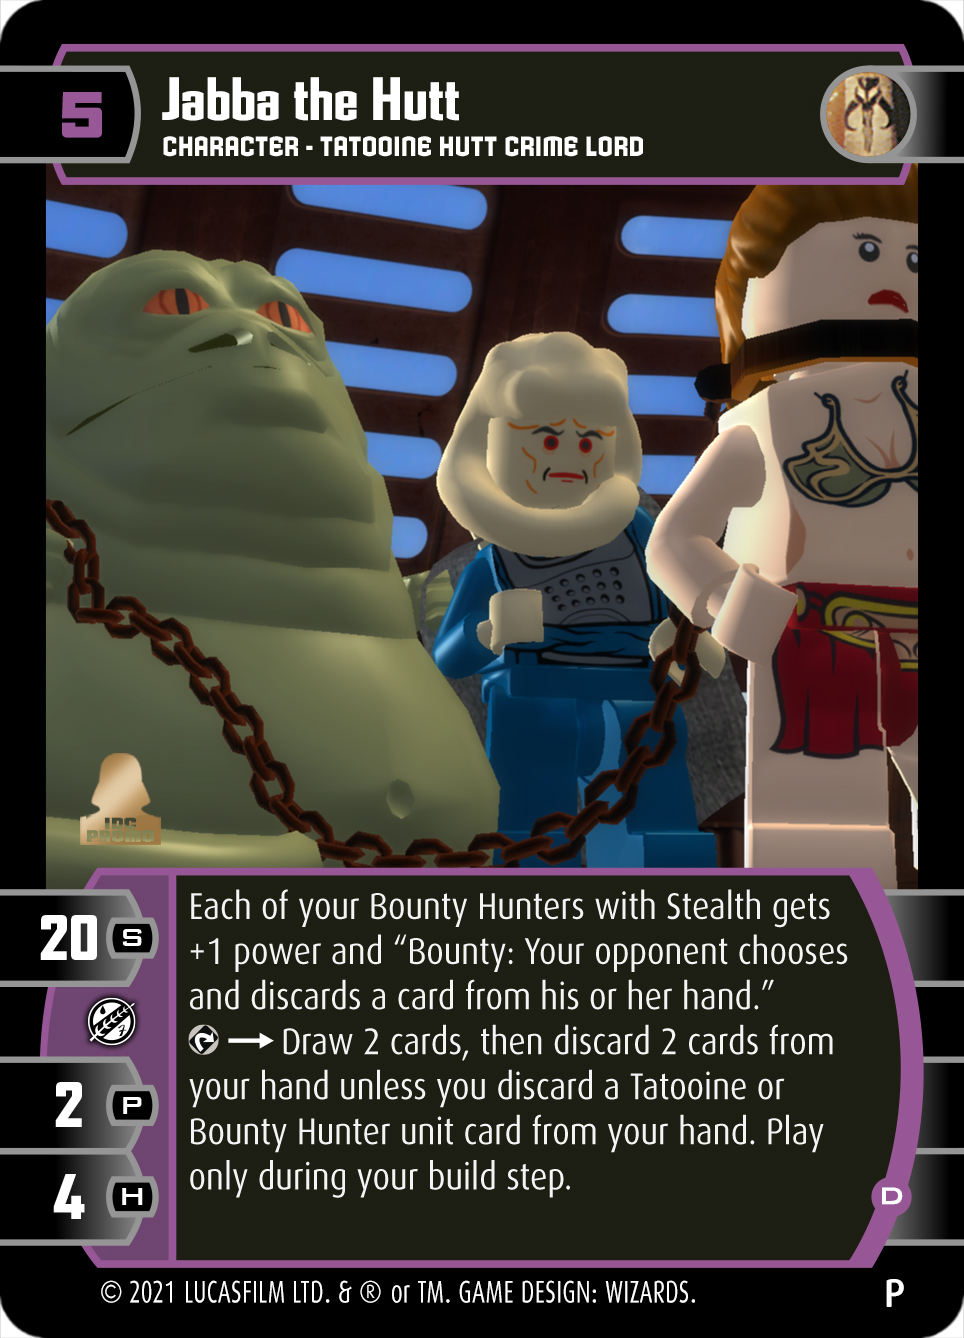 5
Jabba the Hutt
CHARACTER - TATOOINE HUTT CRIME LORD
IDC
PROMO
20 S
2 P
4 H
Each of your Bounty Hunters with Stealth gets
+1 power and “Bounty: Your opponent chooses
and discards a card from his or her hand.”
Draw 2 cards, then discard 2 cards from
your hand unless you discard a Tatooine or
Bounty Hunter unit card from your hand. Play
only during your build step.
D
© 2021 LUCASFILM LTD. & ® or TM. GAME DESIGN: WIZARDS.
P